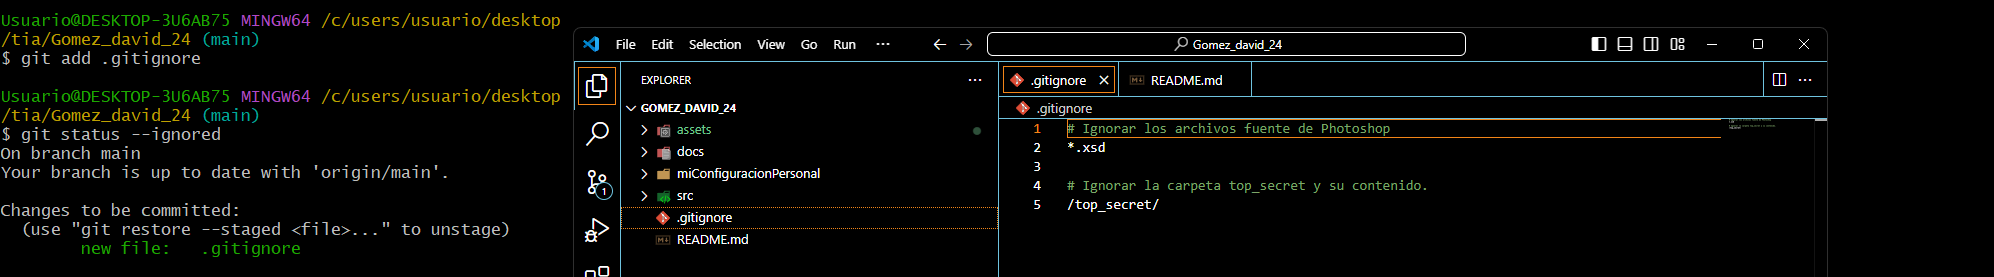 Usuario@DESKTOP-3U6AB75 MINGW64 /c/users/usuario/desktop
/tia/Gomez_david_24 (main)
$ git add .gitignore
Usuario@DESKTOP-3U6AB75 MINGW64 /c/users/usuario/desktop
/tia/Gomez_david_24 (main)
$ git status --ignored
On branch main
Your branch is up to date with 'origin/main'.
Changes to be committed:
(use "git restore --staged <file>..." to unstage)
new file:   .gitignore
File Edit Selection View Go Run ···
Gomez_david_24
EXPLORER ···
GOMEZ_DAVID_24
assets
docs
miConfiguracionPersonal
src
.gitignore
README.md
1
.gitignore
README.md
.gitignore
1 # Ignorar los archivos fuente de Photoshop
2 *.xsd
3
4 # Ignorar la carpeta top_secret y su contenido.
5 /top_secret/